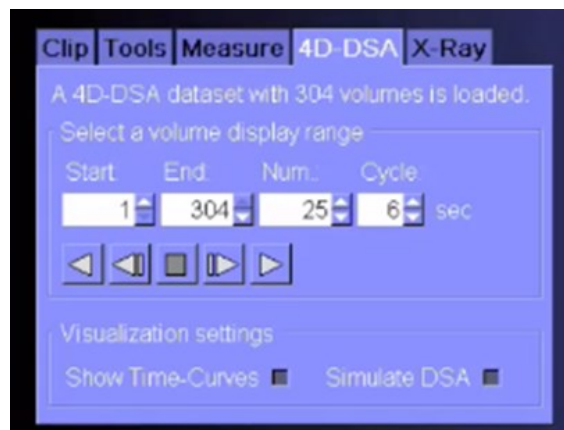 Clip Tools Measure 4D-DSA X-Ray
A 4D-DSA dataset with 304 volumes is loaded.
Select a volume display range
Start: End: Num.: Cycle:
1 304 25 6 sec
Visualization settings
Show Time-Curves Simulate DSA